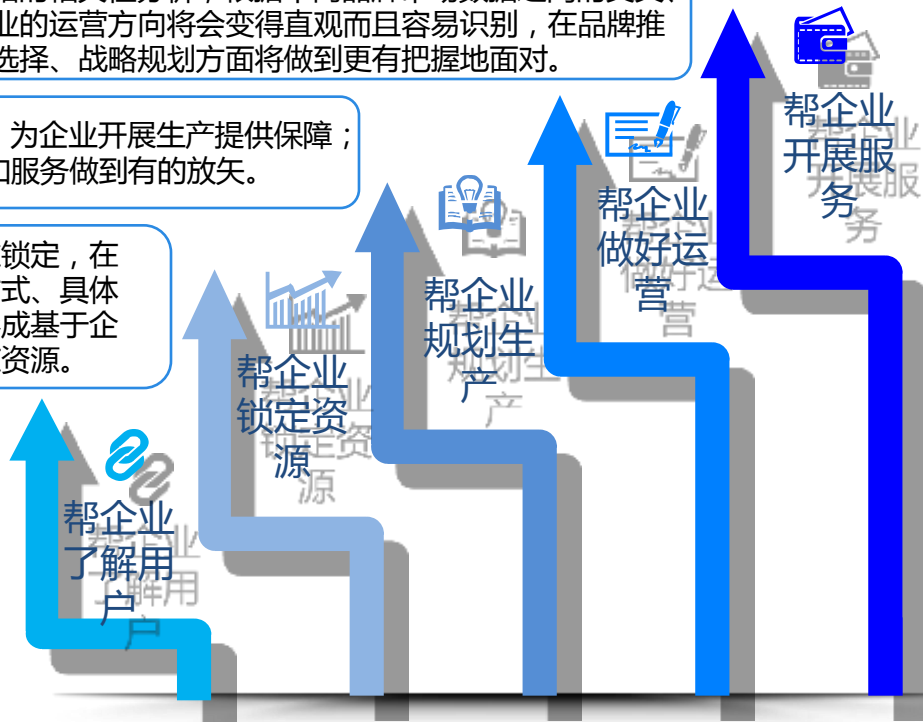 业的运营方向将会变得直观而且容易识别，在品牌推
选择、战略规划方面将做到更有把握地面对。
，为企业开展生产提供保障；
服务做到有的放矢。
锁定，在
式、具体
成基于企
资源。
帮企业
开展服
务
帮企业
做好运
营
帮企业
规划生
产
帮企业
锁定资
源
帮企业
了解用
户